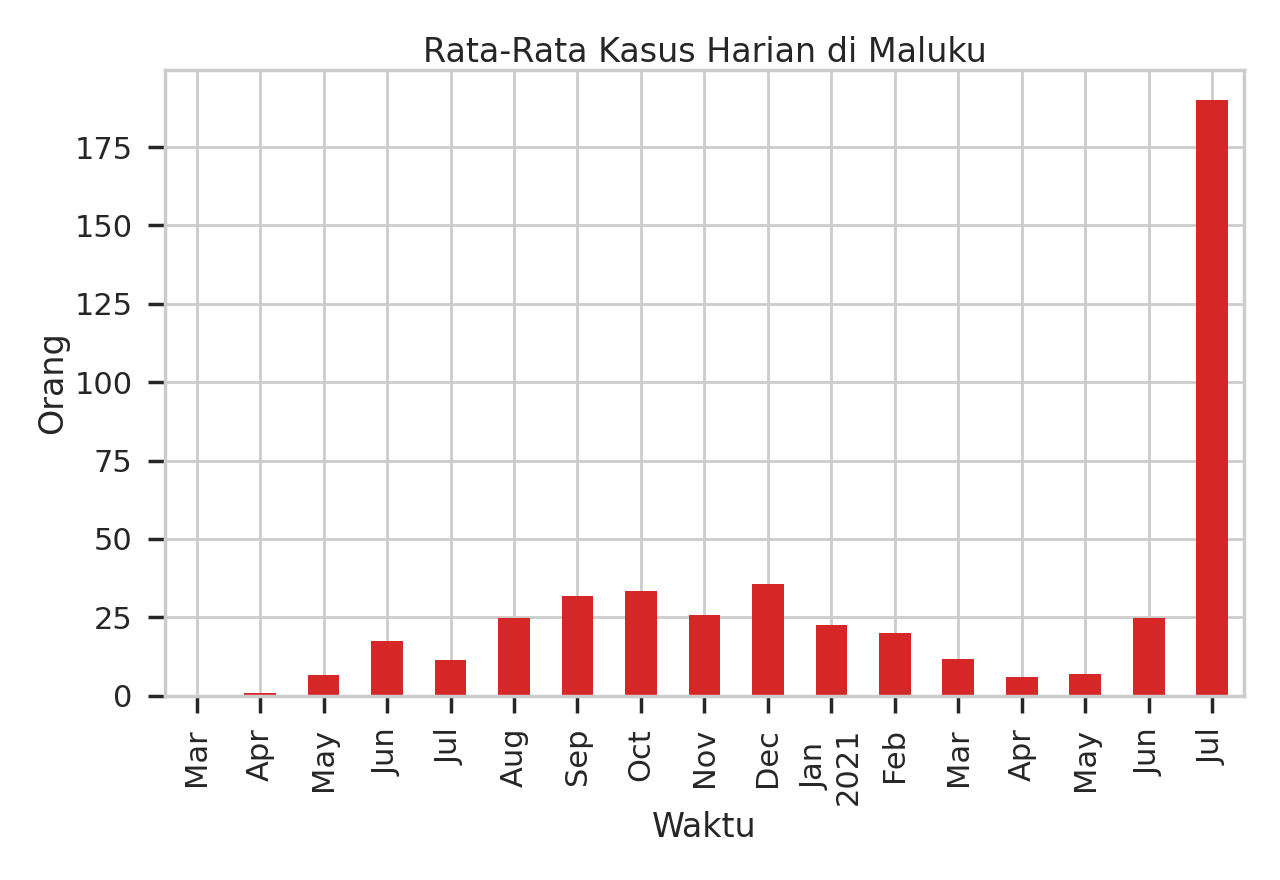 Rata-Rata Kasus Harian di Maluku
Orang
175
150
125
100
75
50
25
0
Mar
Apr
May
Jun
Jul
Aug
Sep
Oct
Nov
Dec
Jan
2021
Feb
Mar
Apr
May
Jun
Jul
Waktu